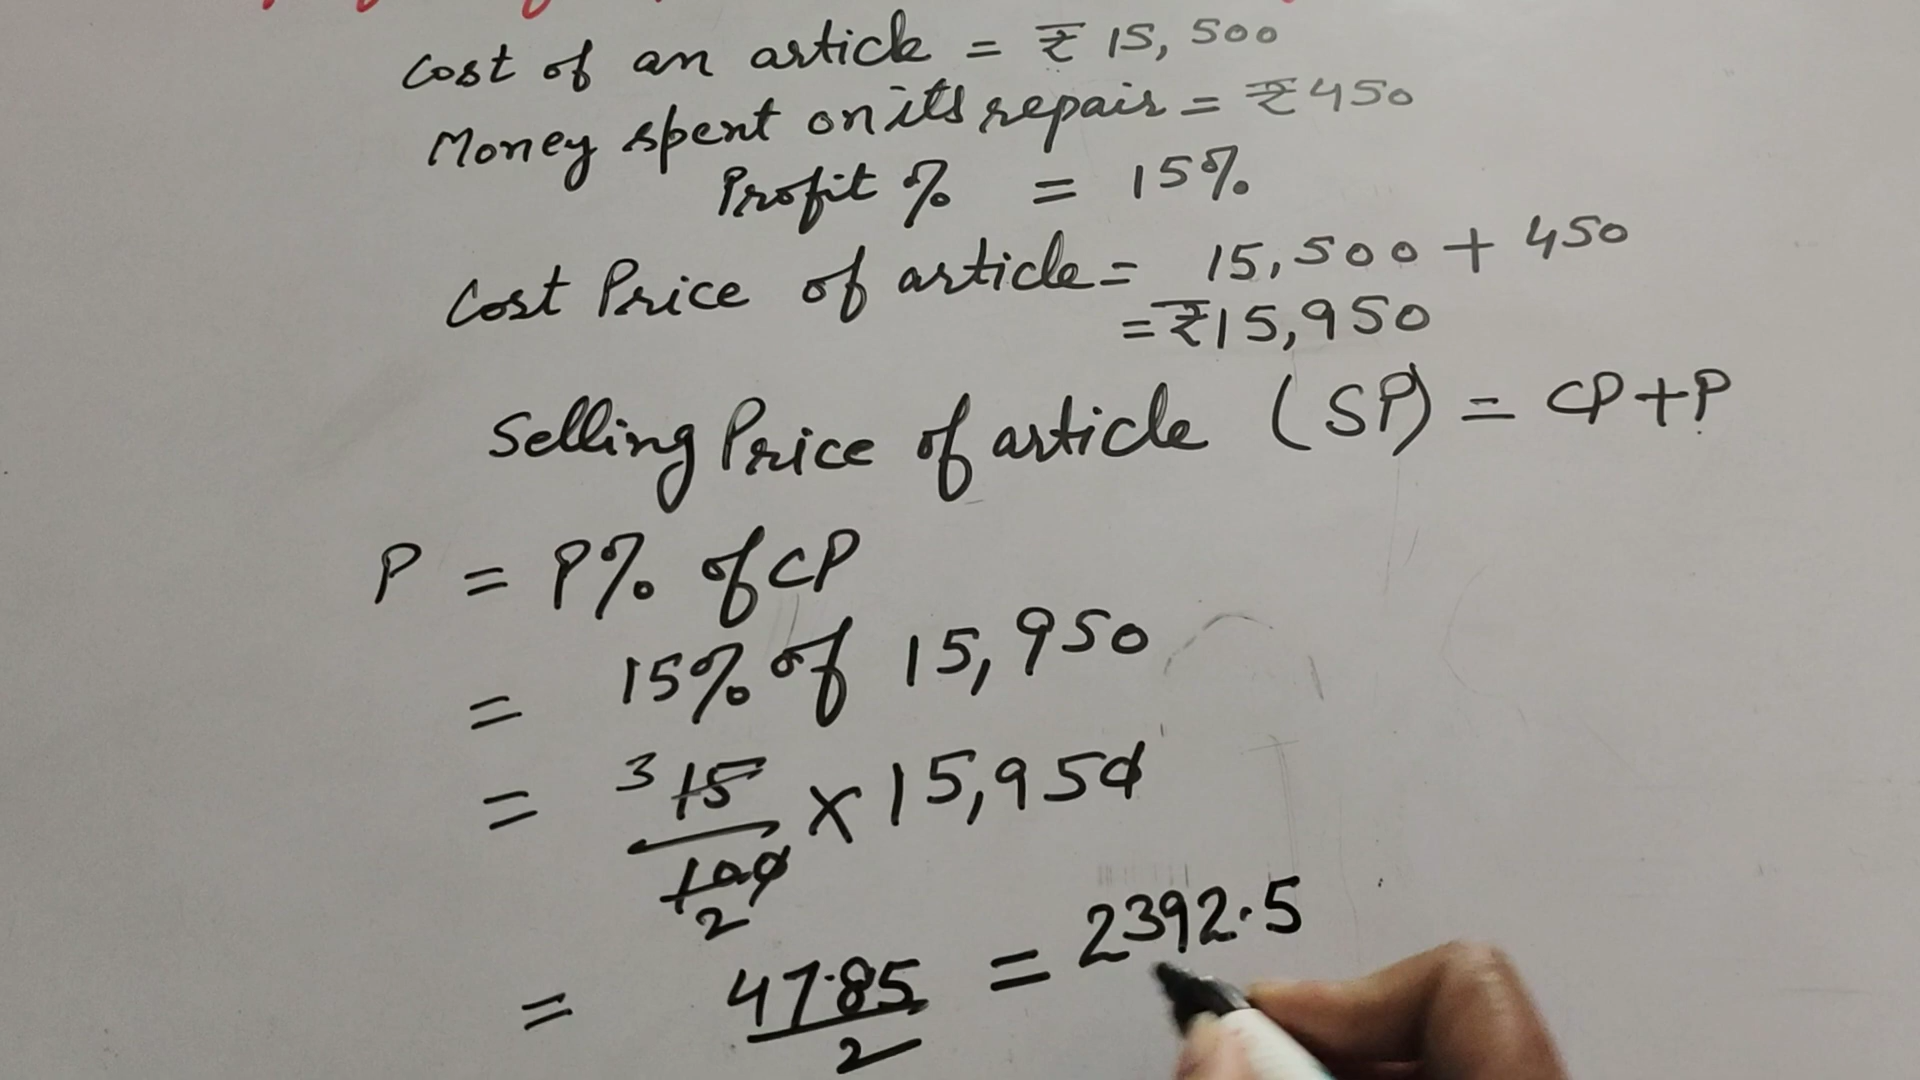 Cost of an article = ₹ 15, 500
Money spent on its repair = ₹ 450
Profit % = 15%
Cost Price of article = 15,500 + 450
= ₹15,950
Selling Price of article (SP) = CP+P
P = P% of CP
= 15% of 15,950
= 3 15/100 2 × 15,950
= 4785/2 = 2392.5